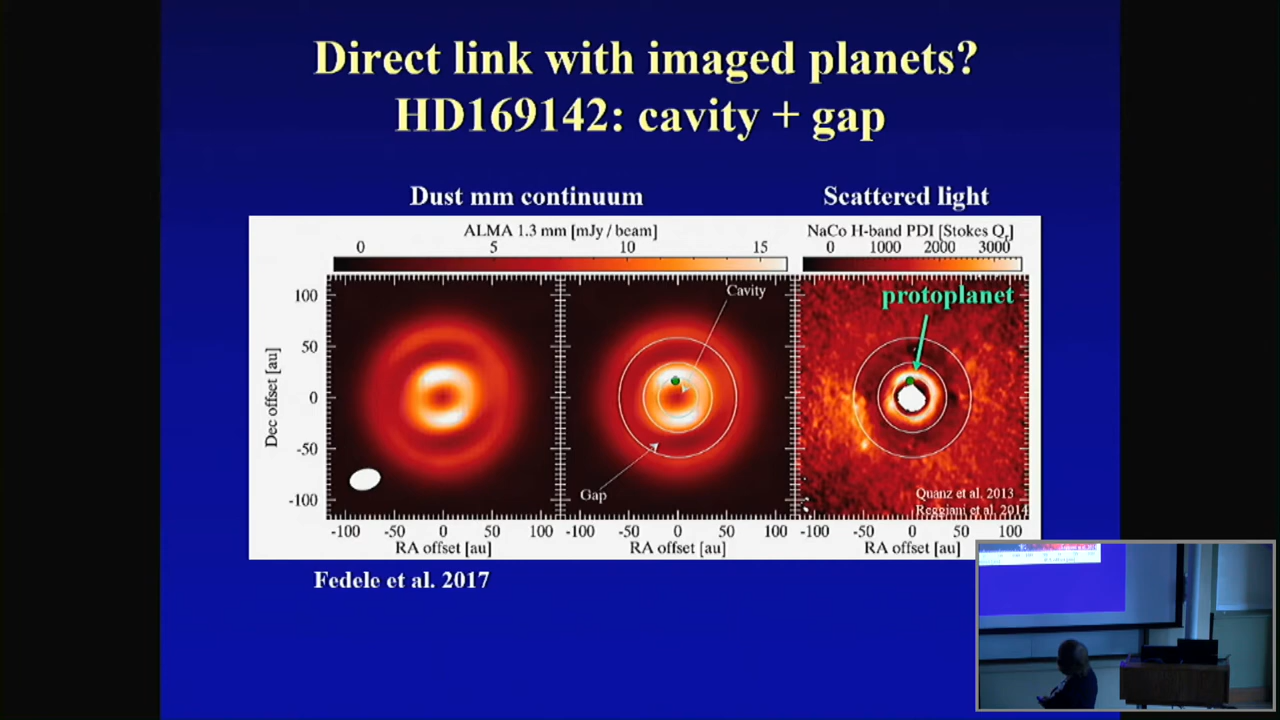 Direct link with imaged planets?
HD169142: cavity + gap
Dust mm continuum
Scattered light
ALMA 1.3 mm [mJy / beam]
0 5 10 15
NaCo H-band PDI [Stokes Qr]
0 1000 2000 3000
Cavity
protoplanet
100
50
0
-50
-100
Dec offset [au]
Gap
Quanz et al. 2013
Reggiani et al. 2014
-100 -50 0 50 100
-100 -50 0 50 100
-100 -50 0 50 100
RA offset [au]
RA offset [au]
RA offset [au]
Fedele et al. 2017